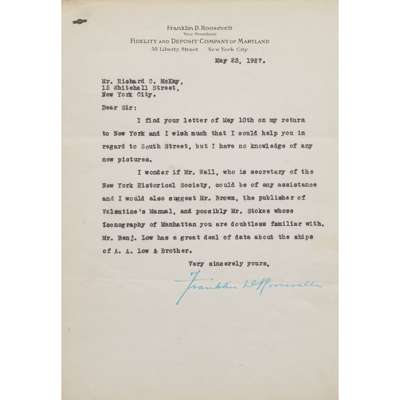 Franklin D. Roosevelt
Vice President
Fidelity and Deposit Company of Maryland
55 Liberty Street New York City
May 23, 1927.
Mr. Richard C. McKay,
15 Whitehall Street,
New York City.
Dear Sir:
I find your letter of May 10th on my return
to New York and I wish much that I could help you in
regard to South Street, but I have no knowledge of any
new pictures.
I wonder if Mr. Wall, who is secretary of the
New York Historical Society, could be of any assistance
and I would also suggest Mr. Brown, the publisher of
Valentine's Manual, and possibly Mr. Stokes whose
Iconography of Manhattan you are doubtless familiar with.
Mr. Benj. Low has a great deal of data about the ships
of A. A. Low & Brother.
Very sincerely yours,
Franklin D Roosevelt